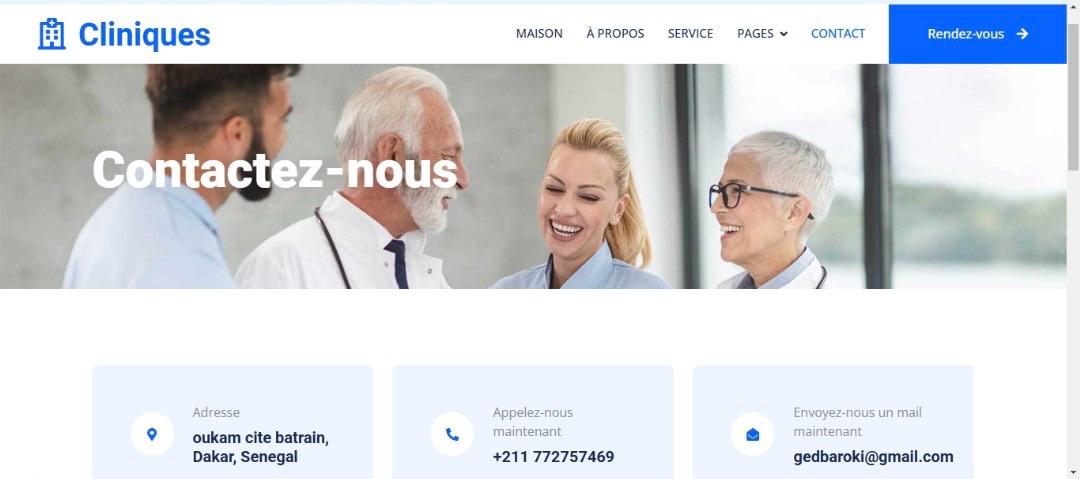 Cliniques
MAISON À PROPOS SERVICE PAGES CONTACT
Rendez-vous
Contactez-nous
Adresse
oukam cite batrain,
Dakar, Senegal
Appelez-nous
maintenant
+211 772757469
Envoyez-nous un mail
maintenant
gedbaroki@gmail.com